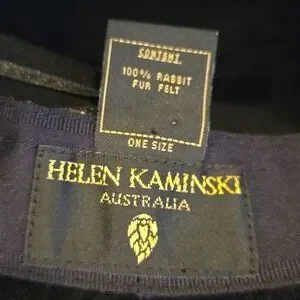 CONTENT
100% RABBIT
FUR FELT
ONE SIZE
HELEN KAMINSKI
AUSTRALIA